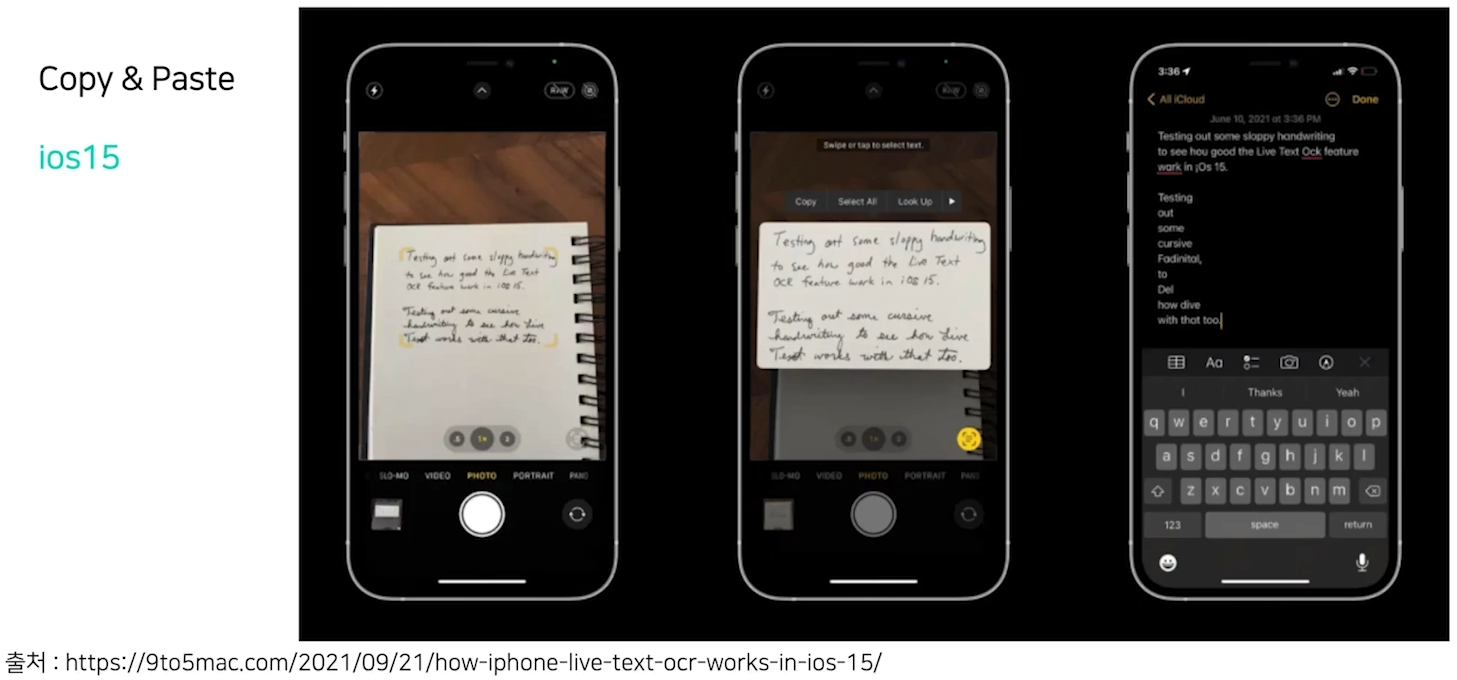 Copy & Paste
ios15
RAW
SLO-MO VIDEO PHOTO PORTRAIT PANO
.5 1× 2
Testing out some sloppy handwriting
to see how good the Live Text
OCR feature work in iOS 15.
Testing out some cursive
handwriting to see how Live
Text works with that too.
RAW
Swipe or tap to select text.
Copy Select All Look Up
Testing out some sloppy handwriting
to see how good the Live Text
OCR feature work in iOS 15.
Testing out some cursive
handwriting to see how Live
Text works with that too.
1×
SLO-MO VIDEO PHOTO PORTRAIT
3:36
All iCloud Done
June 10, 2021 at 3:36 PM
Testing out some sloppy handwriting
to see hou good the Live Text Ock feature
wark in ¡Os 15.
Testing
out
some
cursive
Fadinital,
to
Del
how dive
with that too.
Aa
I Thanks Yeah
q w e r t y u i o p
a s d f g h j k l
z x c v b n m
123 space return
출처 : https://9to5mac.com/2021/09/21/how-iphone-live-text-ocr-works-in-ios-15/